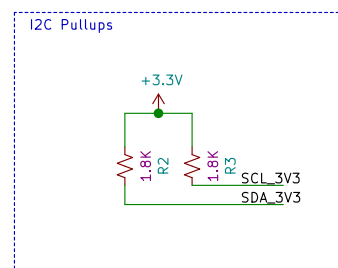 I2C Pullups
+3.3V
1.8K
R2
1.8K
R3
SCL_3V3
SDA_3V3